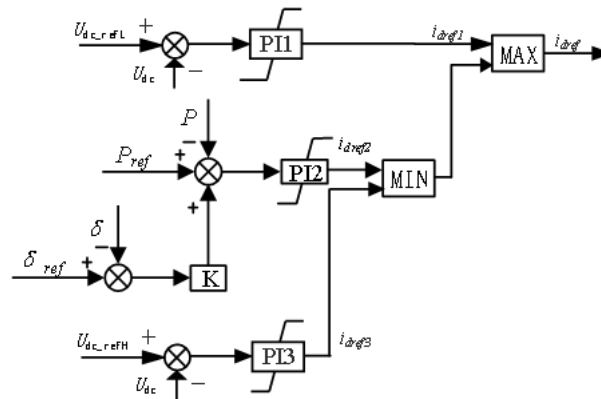 U_dc_refL + PI1 i_dref1 MAX i_dref
U_dc −
P −
P_ref + PI2 i_dref2 MIN
+
δ −
δ_ref + K
U_dc_refH + PI3 i_dref3
U_dc −